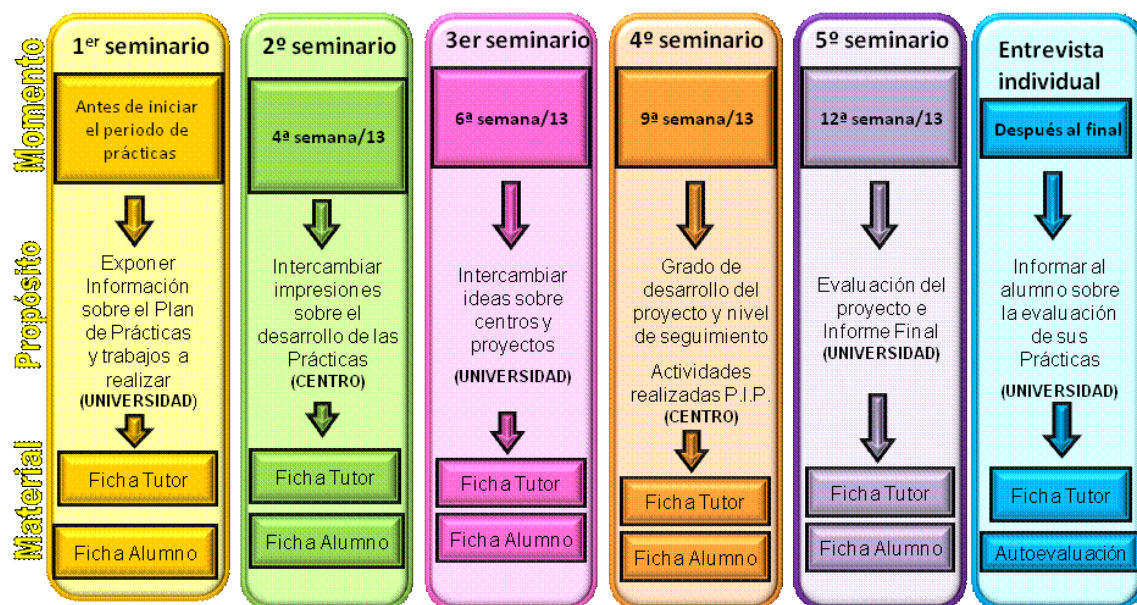 Momento
Propósito
Material
1er seminario
Antes de iniciar
el periodo de
prácticas
Exponer
Información
sobre el Plan
de Prácticas
y trabajos a
realizar
(UNIVERSIDAD)
Ficha Tutor
Ficha Alumno
2º seminario
4ª semana/13
Intercambiar
impresiones
sobre el
desarrollo de las
Prácticas
(CENTRO)
Ficha Tutor
Ficha Alumno
3er seminario
6ª semana/13
Intercambiar
ideas sobre
centros y
proyectos
(UNIVERSIDAD)
Ficha Tutor
Ficha Alumno
4º seminario
9ª semana/13
Grado de
desarrollo del
proyecto y nivel
de seguimiento
Actividades
realizadas P.I.P.
(CENTRO)
Ficha Tutor
Ficha Alumno
5º seminario
12ª semana/13
Evaluación del
proyecto e
Informe Final
(UNIVERSIDAD)
Ficha Tutor
Ficha Alumno
Entrevista
individual
Después al final
Informar al
alumno sobre
la evaluación
de sus
Prácticas
(UNIVERSIDAD)
Ficha Tutor
Autoevaluación